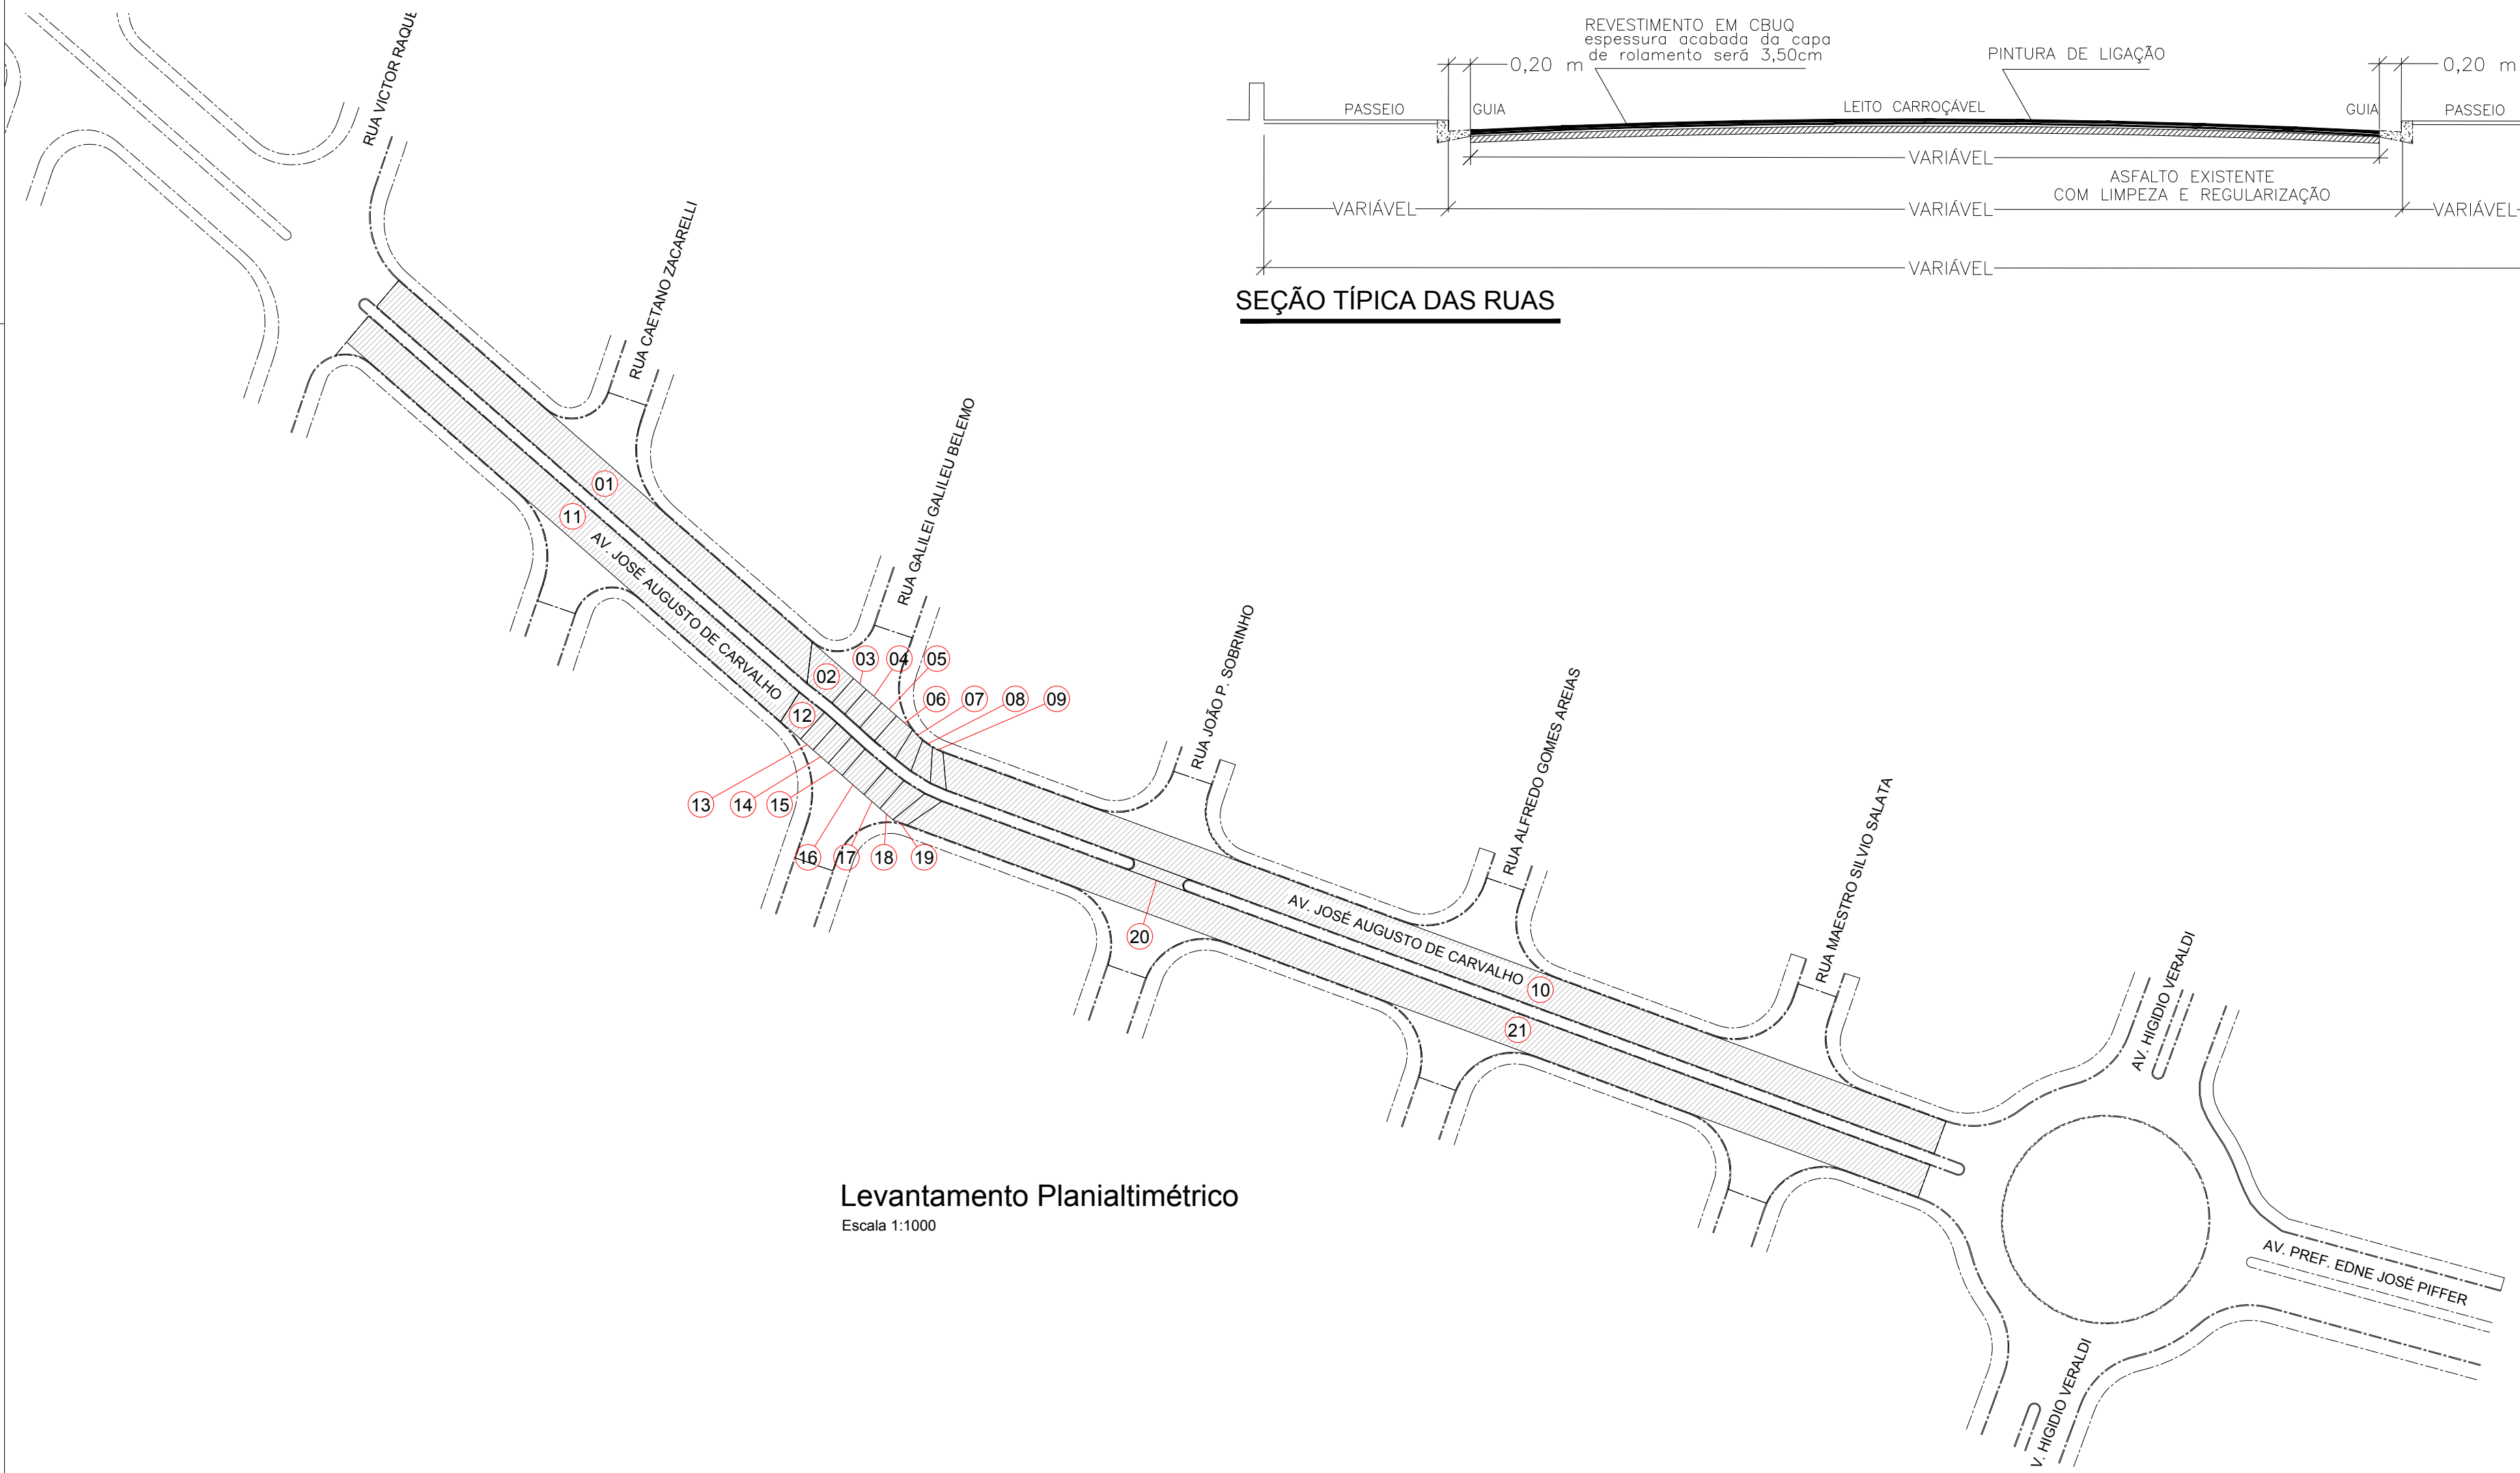 REVESTIMENTO EM CBUQ
espessura acabada da capa
de rolamento será 3,50cm
PINTURA DE LIGAÇÃO
0,20 m
0,20 m
PASSEIO
GUIA
LEITO CARROÇÁVEL
GUIA
PASSEIO
VARIÁVEL
ASFALTO EXISTENTE
COM LIMPEZA E REGULARIZAÇÃO
VARIÁVEL
VARIÁVEL
VARIÁVEL
VARIÁVEL
SEÇÃO TÍPICA DAS RUAS
RUA VICTOR
RUA CAETANO ZACARELLI
RUA GALILEI GALILEU BELEMO
RUA JOÃO P. SOBRINHO
RUA ALFREDO GOMES AREIAS
RUA MAESTRO SILVIO SALATA
AV. HIGIDIO VERALDI
01
11
AV. JOSÉ AUGUSTO DE CARVALHO
02
03
04
05
06
07
08
09
12
13
14
15
16
17
18
19
20
AV. JOSÉ AUGUSTO DE CARVALHO
10
21
AV. PREF. EDNE JOSÉ PIFFER
V. HIGIDIO VERALDI
Levantamento Planialtimétrico
Escala 1:1000